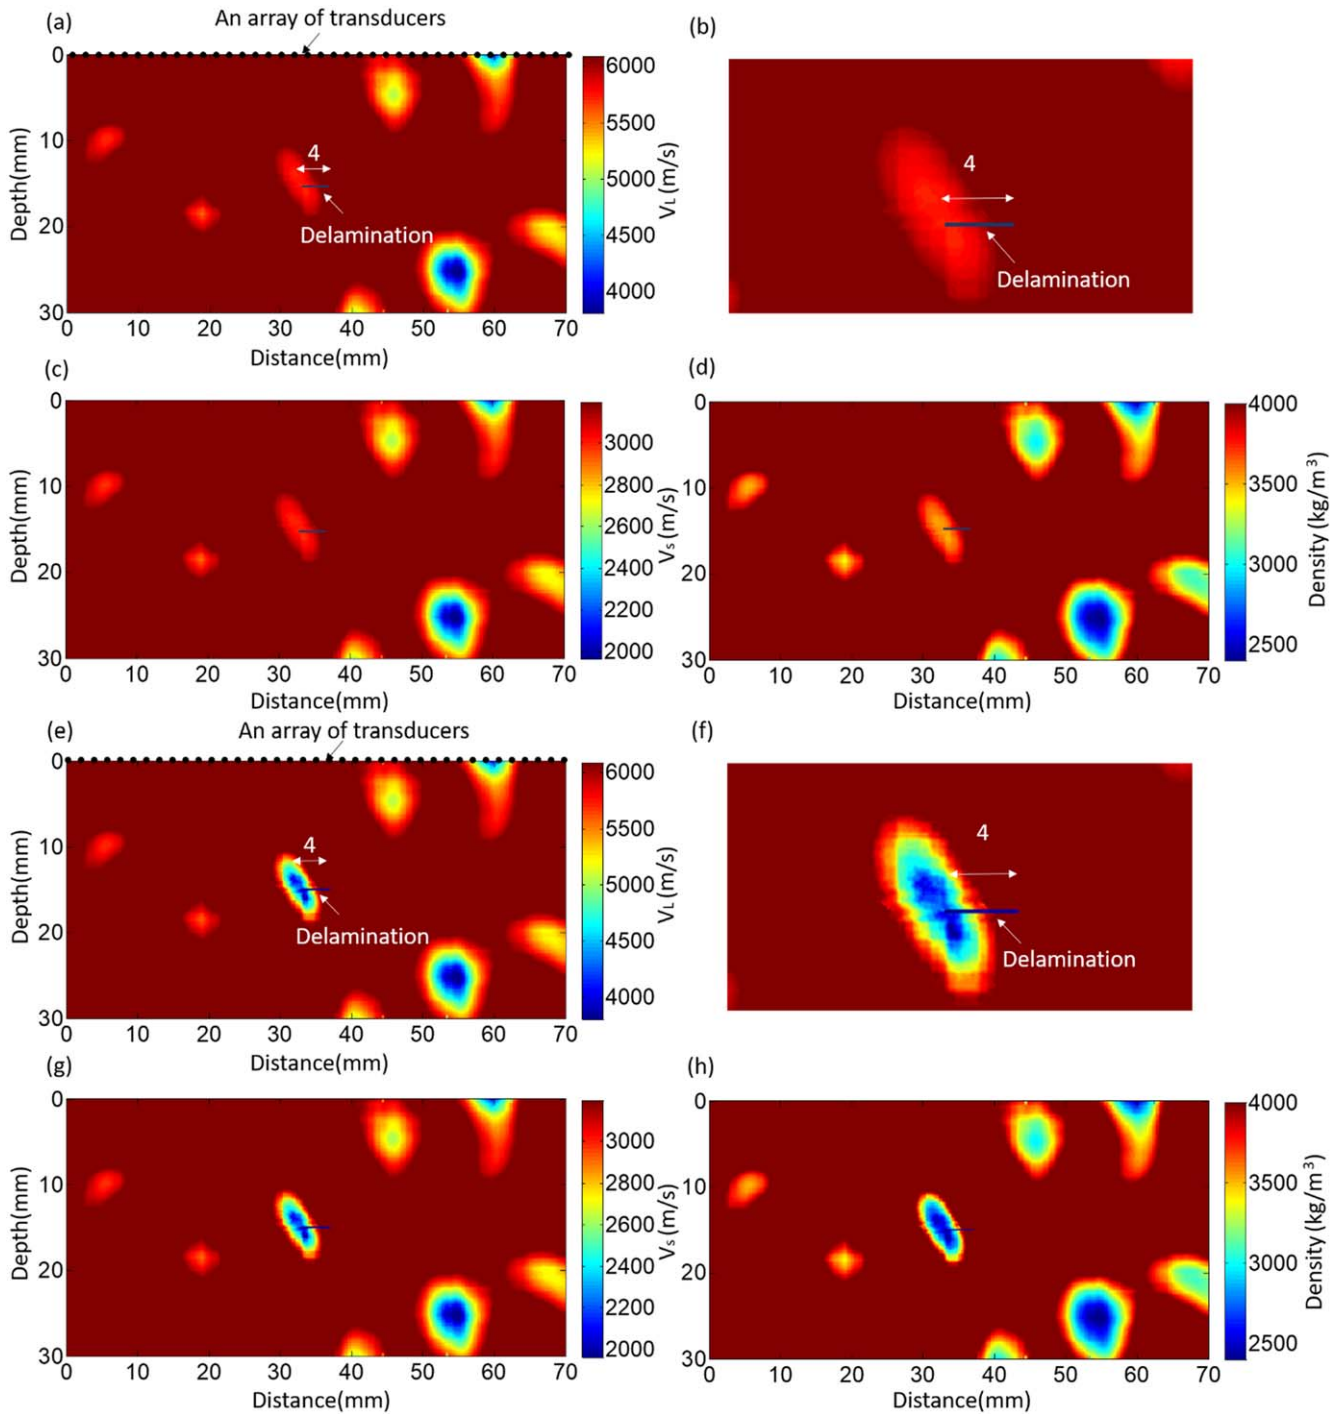 (a)
An array of transducers
(b)
0
10
20
30
Depth(mm)
4
Delamination
6000
5500
5000
4500
4000
V_L (m/s)
4
Delamination
0 10 20 30 40 50 60 70
Distance(mm)
(c)
(d)
0
10
20
30
Depth(mm)
3000
2800
2600
2400
2200
2000
V_s (m/s)
0
10
20
30
4000
3500
3000
2500
Density (kg/m³)
0 10 20 30 40 50 60 70
Distance(mm)
0 10 20 30 40 50 60 70
Distance(mm)
(e)
An array of transducers
(f)
0
10
20
30
Depth(mm)
4
Delamination
6000
5500
5000
4500
4000
V_L (m/s)
4
Delamination
0 10 20 30 40 50 60 70
Distance(mm)
(g)
(h)
0
10
20
30
Depth(mm)
3000
2800
2600
2400
2200
2000
V_s (m/s)
0
10
20
30
4000
3500
3000
2500
Density (kg/m³)
0 10 20 30 40 50 60 70
Distance(mm)
0 10 20 30 40 50 60 70
Distance(mm)